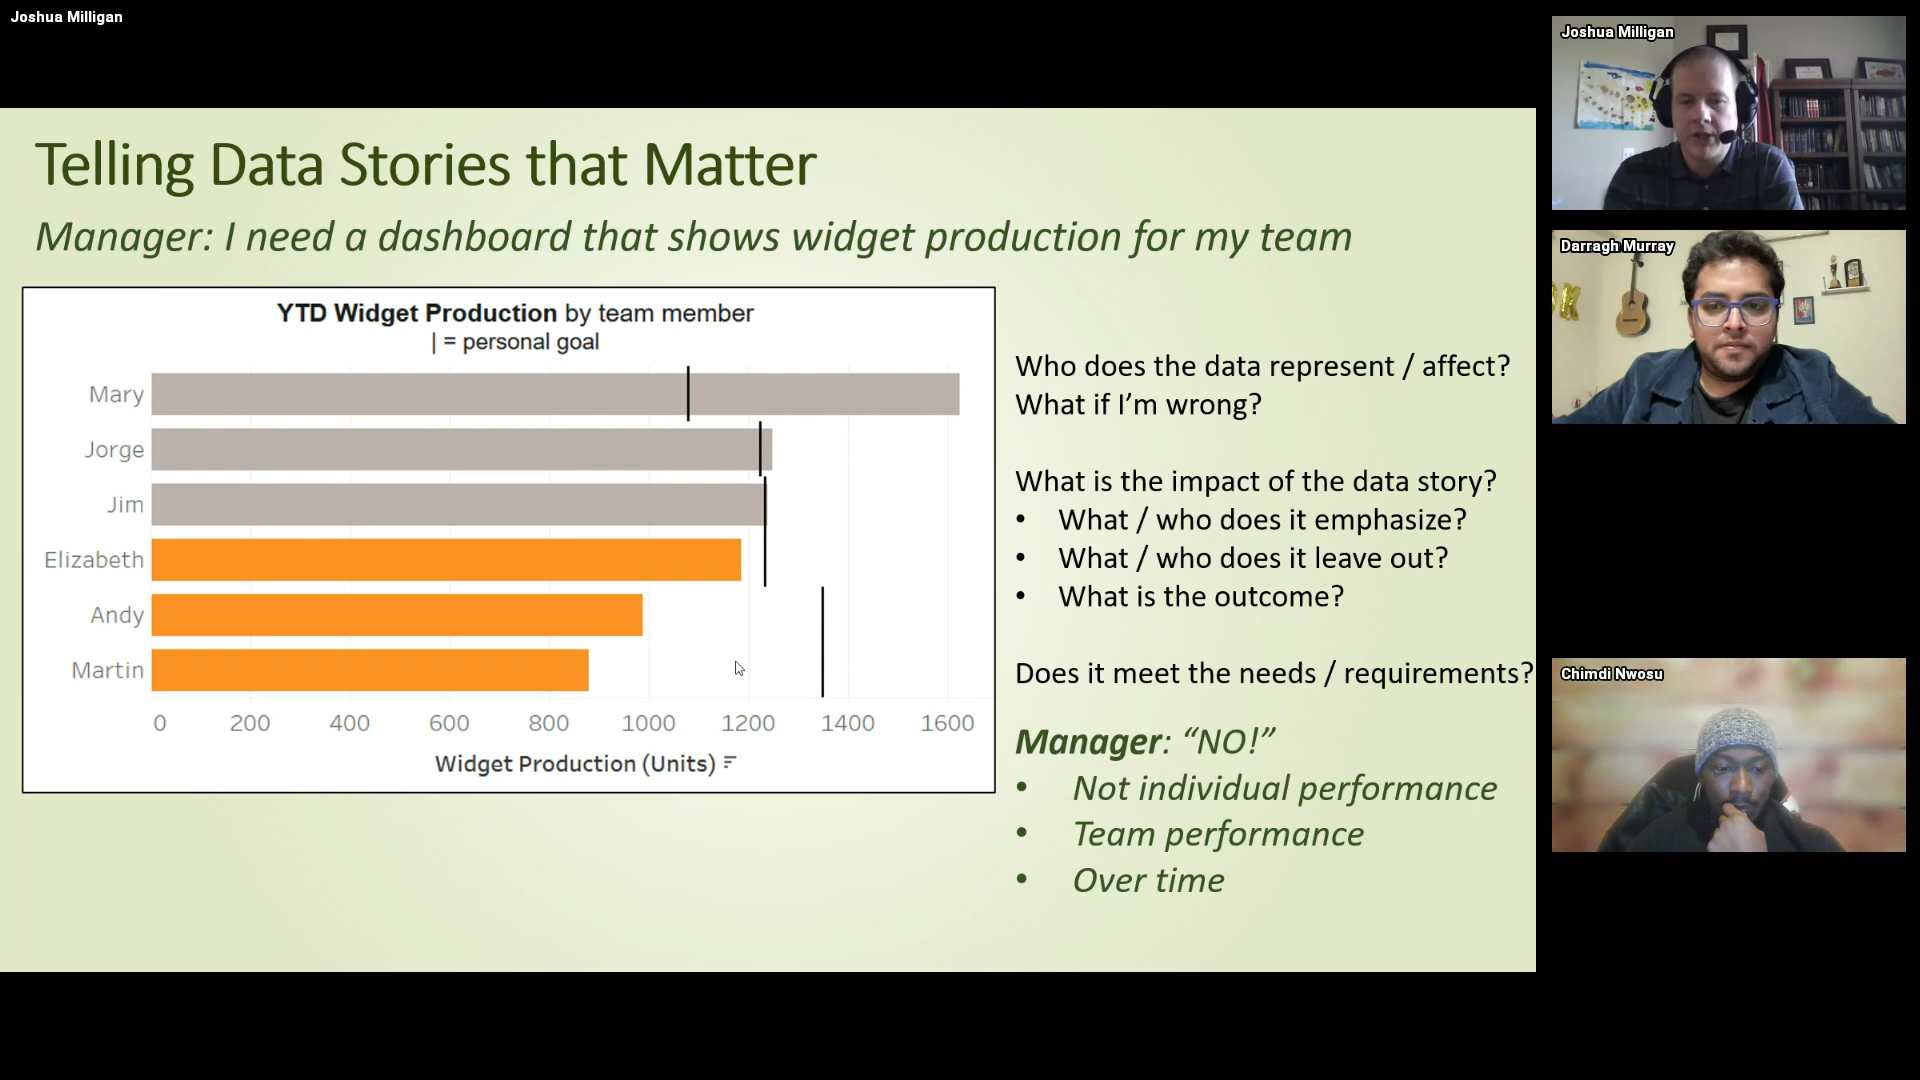 Joshua Milligan
Telling Data Stories that Matter
Manager: I need a dashboard that shows widget production for my team
YTD Widget Production by team member
| = personal goal
Mary
Jorge
Jim
Elizabeth
Andy
Martin
0 200 400 600 800 1000 1200 1400 1600
Widget Production (Units)
Who does the data represent / affect?
What if I’m wrong?
What is the impact of the data story?
• What / who does it emphasize?
• What / who does it leave out?
• What is the outcome?
Does it meet the needs / requirements?
Manager: “NO!”
• Not individual performance
• Team performance
• Over time
Joshua Milligan
Darragh Murray
Chimdi Nwosu